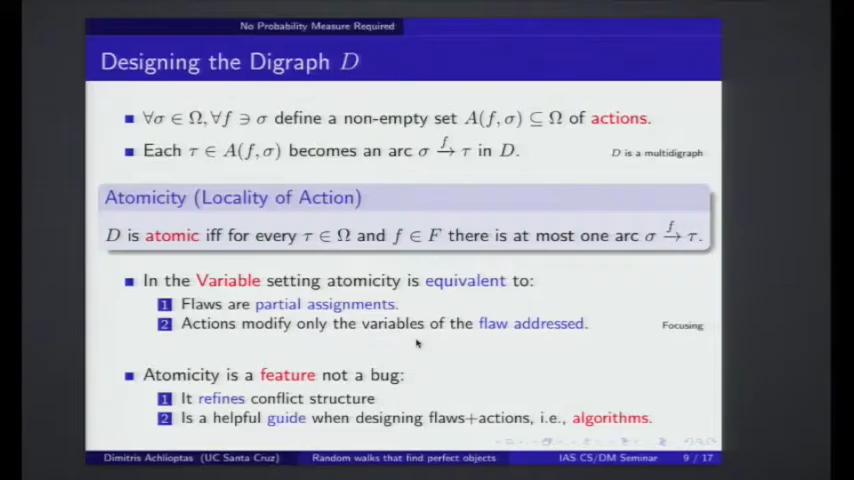 No Probability Measure Required
Designing the Digraph D
∀σ ∈ Ω, ∀f ∋ σ define a non-empty set A(f, σ) ⊆ Ω of actions.
Each τ ∈ A(f, σ) becomes an arc σ →f τ in D. D is a multidigraph
Atomicity (Locality of Action)
D is atomic iff for every τ ∈ Ω and f ∈ F there is at most one arc σ →f τ.
In the Variable setting atomicity is equivalent to:
1 Flaws are partial assignments.
2 Actions modify only the variables of the flaw addressed. Focusing
Atomicity is a feature not a bug:
1 It refines conflict structure
2 Is a helpful guide when designing flaws+actions, i.e., algorithms.
Dimitris Achlioptas (UC Santa Cruz) Random walks that find perfect objects IAS CS/DM Seminar 9 / 17